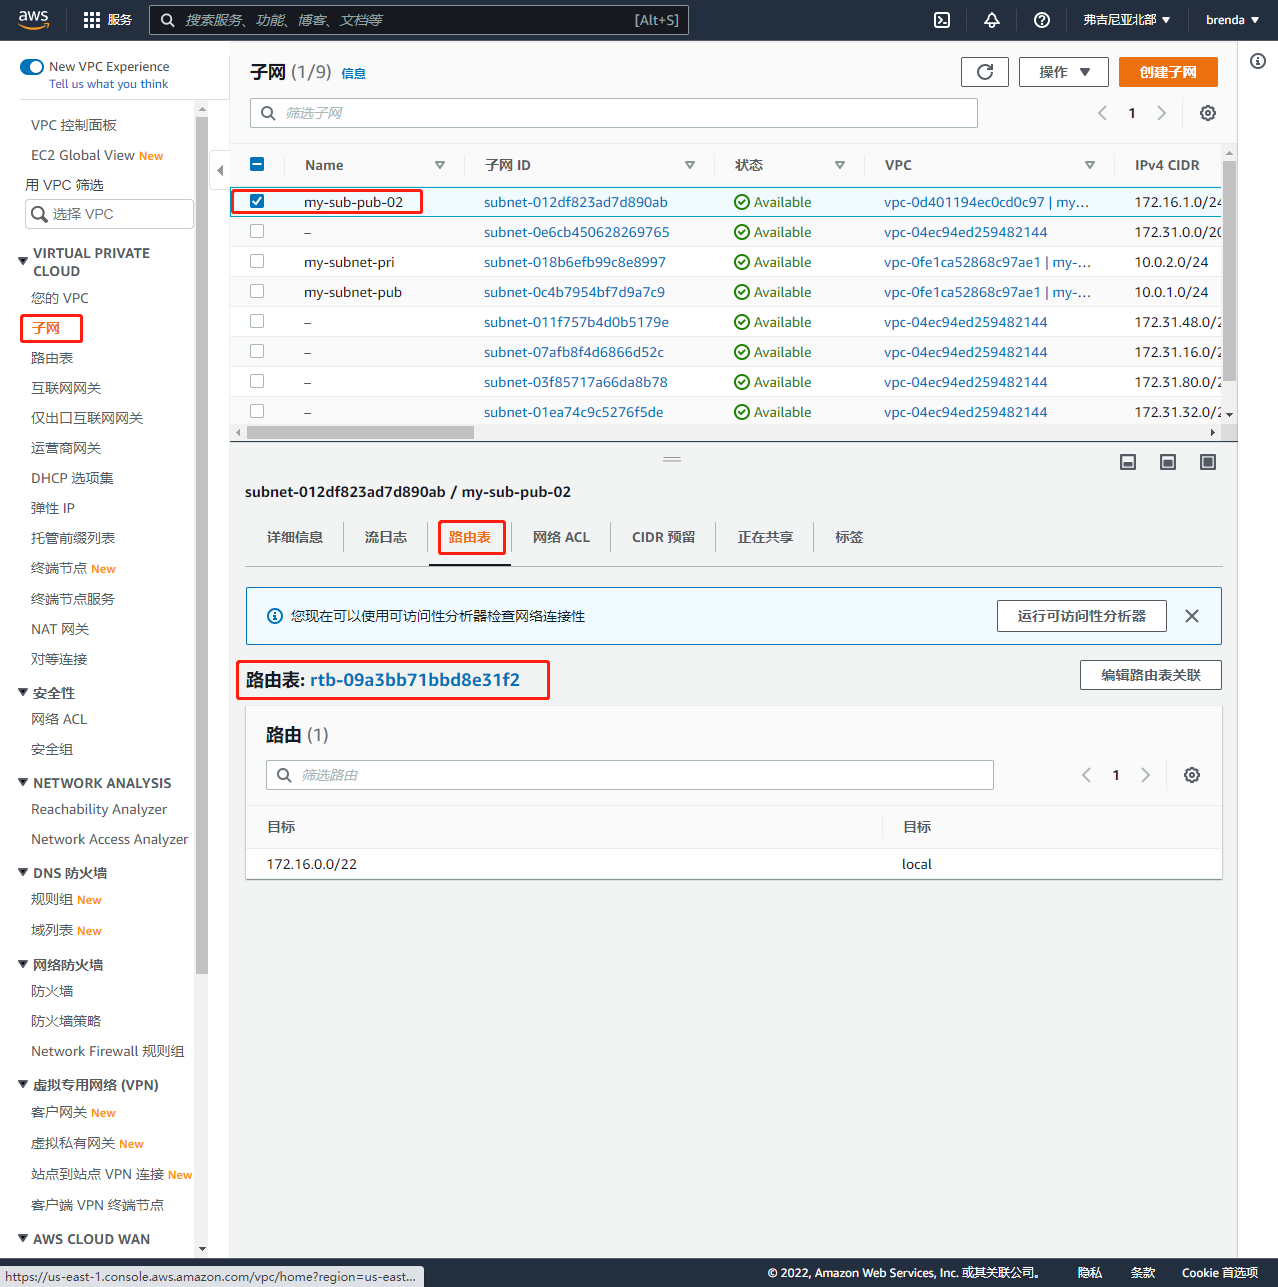 aws
服务
搜索服务、功能、博客、文档等
[Alt+S]
弗吉尼亚北部
brenda
New VPC Experience
Tell us what you think
VPC 控制面板
EC2 Global View New
用 VPC 筛选
选择 VPC
VIRTUAL PRIVATE
CLOUD
您的 VPC
子网
路由表
互联网网关
仅出口互联网网关
运营商网关
DHCP 选项集
弹性 IP
托管前缀列表
终端节点 New
终端节点服务
NAT 网关
对等连接
安全性
网络 ACL
安全组
NETWORK ANALYSIS
Reachability Analyzer
Network Access Analyzer
DNS 防火墙
规则组 New
域列表 New
网络防火墙
防火墙
防火墙策略
Network Firewall 规则组
虚拟专用网络 (VPN)
客户网关 New
虚拟私有网关 New
站点到站点 VPN 连接 New
客户端 VPN 终端节点
AWS CLOUD WAN
子网 (1/9) 信息
操作
创建子网
筛选子网
1
Name 子网 ID 状态 VPC IPv4 CIDR
my-sub-pub-02 subnet-012df823ad7d890ab Available vpc-0d401194ec0cd0c97 | my... 172.16.1.0/24
– subnet-0e6cb450628269765 Available vpc-04ec94ed259482144 172.31.0.0/20
my-subnet-pri subnet-018b6efb99c8e8997 Available vpc-0fe1ca52868c97ae1 | my-... 10.0.2.0/24
my-subnet-pub subnet-0c4b7954bf7d9a7c9 Available vpc-0fe1ca52868c97ae1 | my-... 10.0.1.0/24
– subnet-011f757b4d0b5179e Available vpc-04ec94ed259482144 172.31.48.0/2
– subnet-07afb8f4d6866d52c Available vpc-04ec94ed259482144 172.31.16.0/2
– subnet-03f85717a66da8b78 Available vpc-04ec94ed259482144 172.31.80.0/2
– subnet-01ea74c9c5276f5de Available vpc-04ec94ed259482144 172.31.32.0/2
subnet-012df823ad7d890ab / my-sub-pub-02
详细信息 流日志 路由表 网络 ACL CIDR 预留 正在共享 标签
您现在可以使用可访问性分析器检查网络连接性
运行可访问性分析器
路由表: rtb-09a3bb71bbd8e31f2
编辑路由表关联
路由 (1)
筛选路由
1
目标 目标
172.16.0.0/22 local
https://us-east-1.console.aws.amazon.com/vpc/home?region=us-east...
© 2022, Amazon Web Services, Inc. 或其关联公司。 隐私 条款 Cookie 首选项